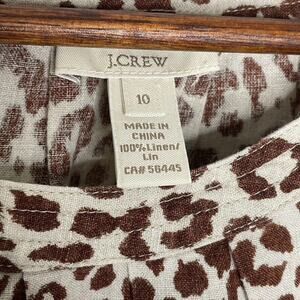 J.CREW
10
MADE IN
CHINA
100%Linen/
Lin
CA# 56445